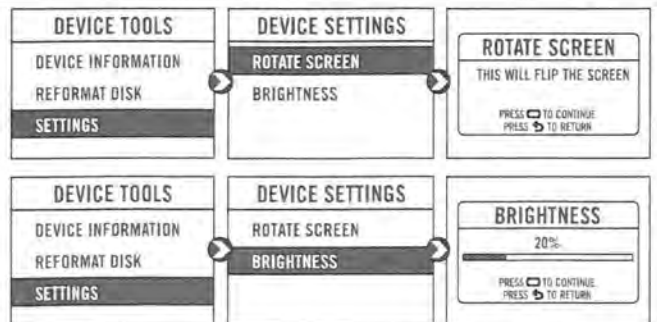 DEVICE TOOLS
DEVICE INFORMATION
REFORMAT DISK
SETTINGS
DEVICE SETTINGS
ROTATE SCREEN
BRIGHTNESS
ROTATE SCREEN
THIS WILL FLIP THE SCREEN
PRESS TO CONTINUE
PRESS TO RETURN
DEVICE TOOLS
DEVICE INFORMATION
REFORMAT DISK
SETTINGS
DEVICE SETTINGS
ROTATE SCREEN
BRIGHTNESS
BRIGHTNESS
20%
PRESS TO CONTINUE
PRESS TO RETURN